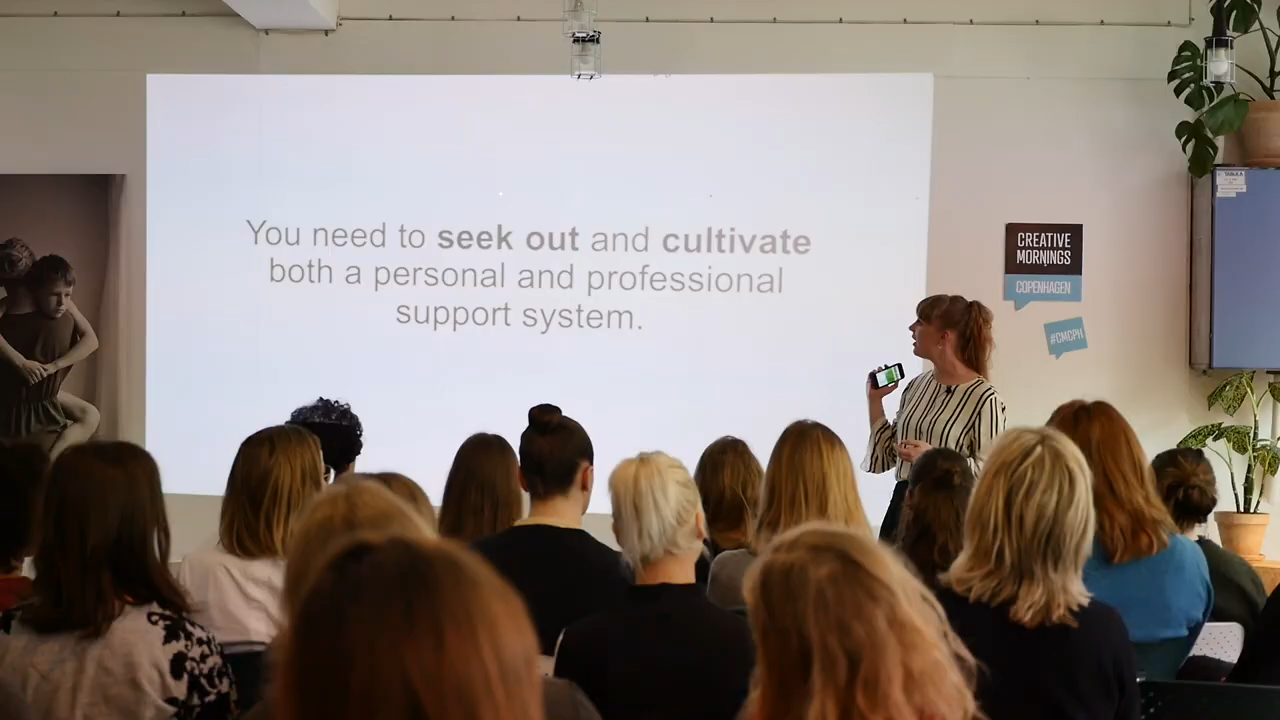 You need to seek out and cultivate
both a personal and professional
support system.
CREATIVE
MORNINGS
COPENHAGEN
#CMCPH